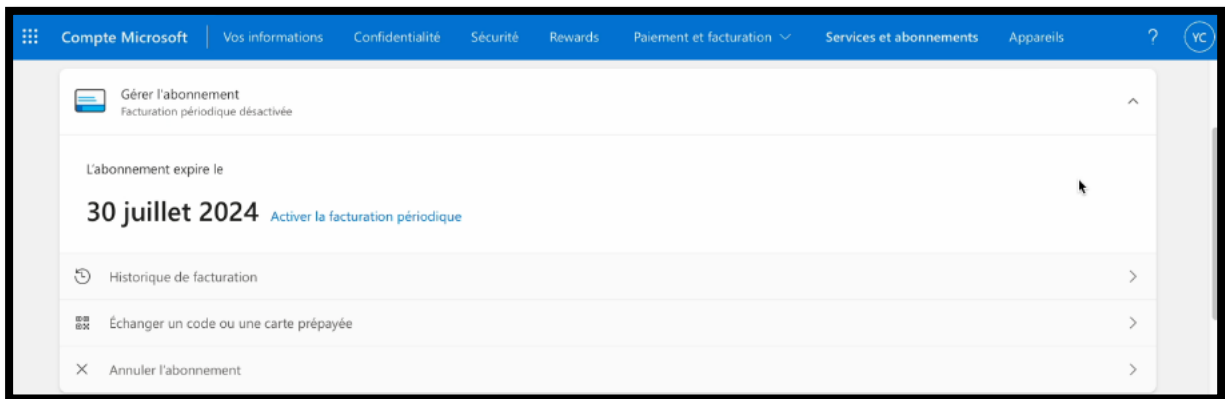 Compte Microsoft Vos informations Confidentialité Sécurité Rewards Paiement et facturation Services et abonnements Appareils ? YC
Gérer l'abonnement
Facturation périodique désactivée
L'abonnement expire le
30 juillet 2024 Activer la facturation périodique
Historique de facturation
Échanger un code ou une carte prépayée
Annuler l'abonnement